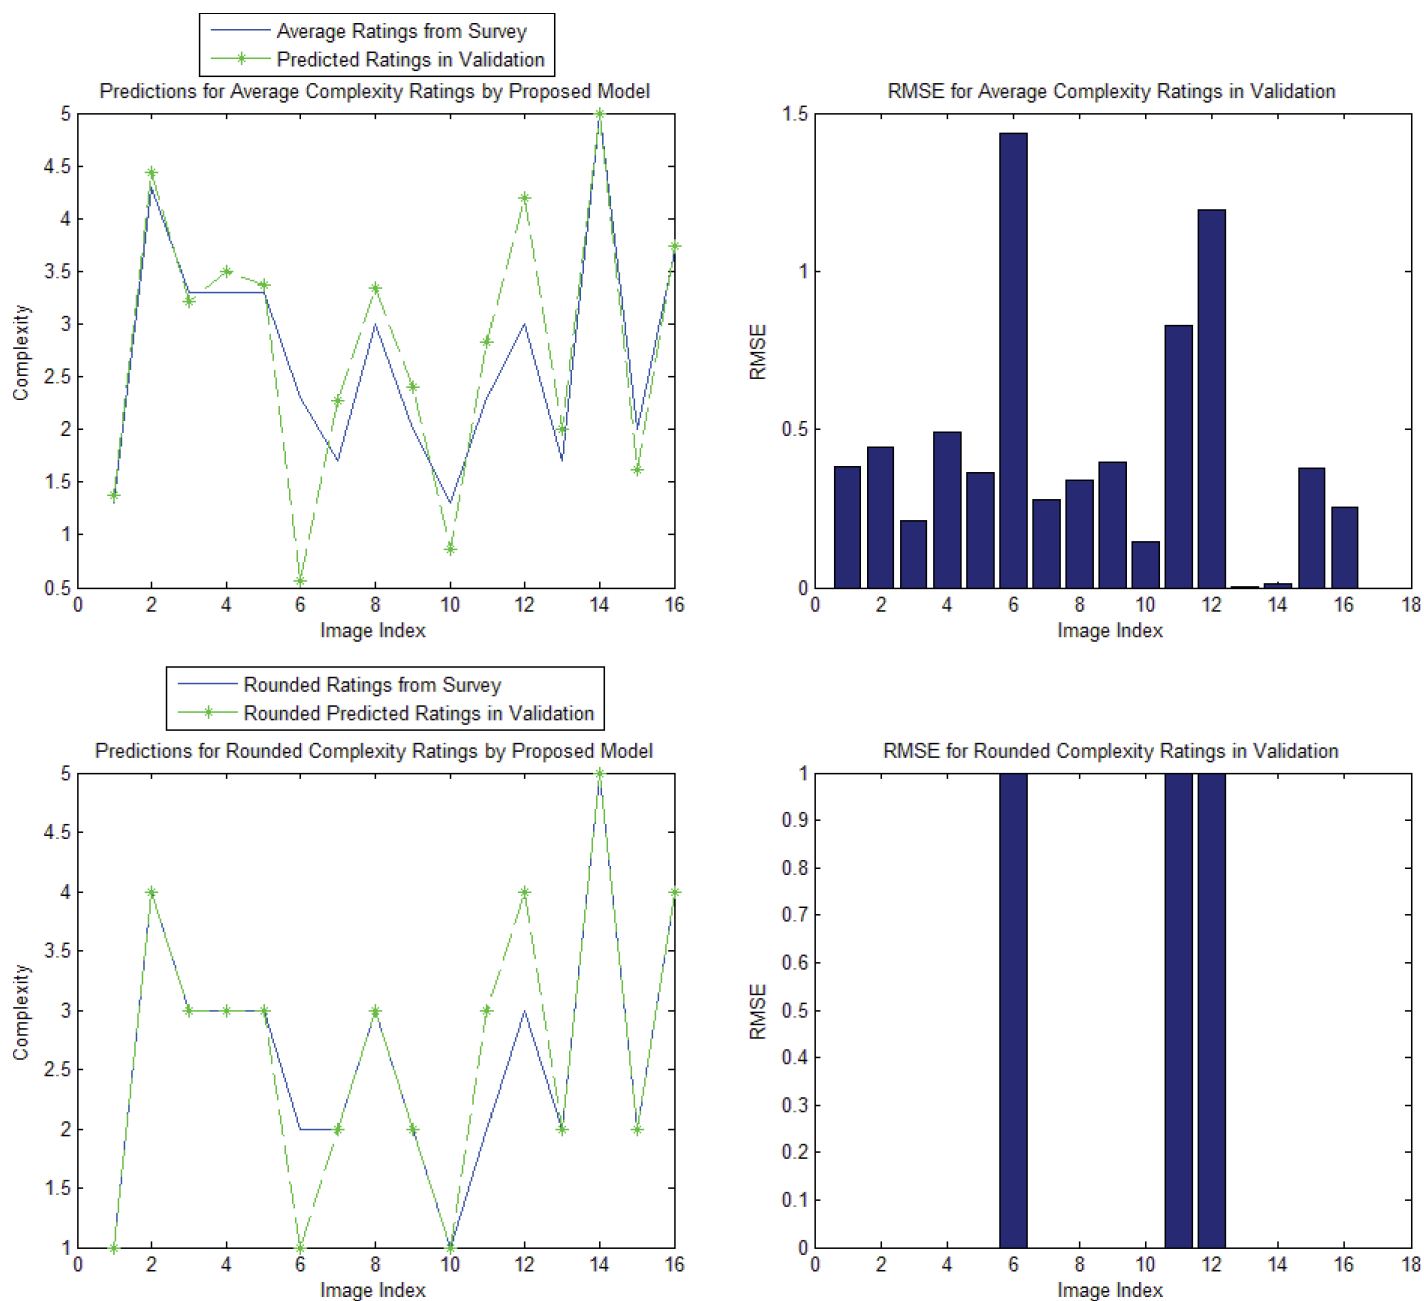 Average Ratings from Survey
Predicted Ratings in Validation
Predictions for Average Complexity Ratings by Proposed Model
5
4.5
4
3.5
3
2.5
2
1.5
1
0.5
Complexity
0 2 4 6 8 10 12 14 16
Image Index
RMSE for Average Complexity Ratings in Validation
1.5
1
0.5
0
RMSE
0 2 4 6 8 10 12 14 16 18
Image Index
Rounded Ratings from Survey
Rounded Predicted Ratings in Validation
Predictions for Rounded Complexity Ratings by Proposed Model
5
4.5
4
3.5
3
2.5
2
1.5
1
Complexity
0 2 4 6 8 10 12 14 16
Image Index
RMSE for Rounded Complexity Ratings in Validation
1
0.9
0.8
0.7
0.6
0.5
0.4
0.3
0.2
0.1
0
RMSE
0 2 4 6 8 10 12 14 16 18
Image Index